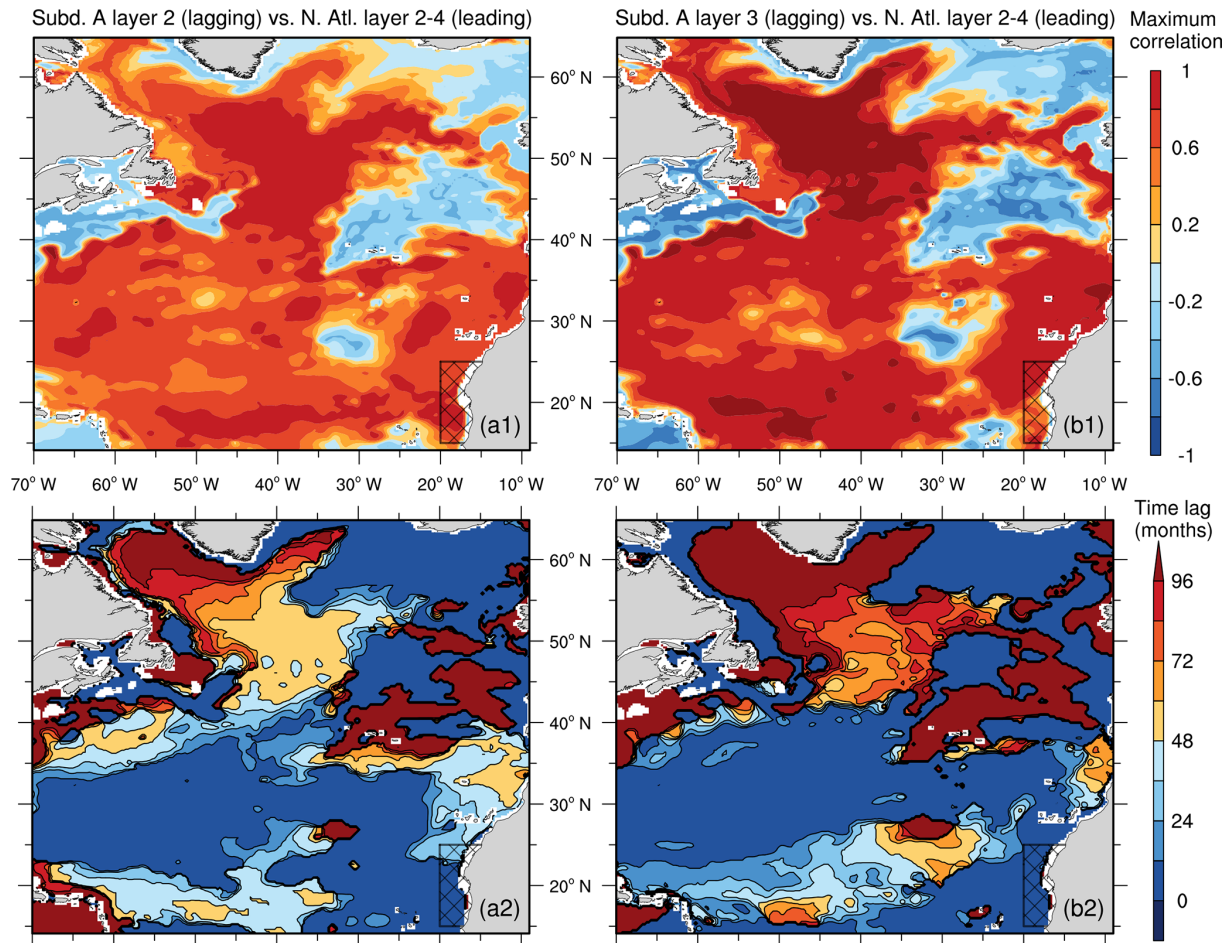 Subd. A layer 2 (lagging) vs. N. Atl. layer 2-4 (leading)
Subd. A layer 3 (lagging) vs. N. Atl. layer 2-4 (leading)
Maximum
correlation
1
0.6
0.2
-0.2
-0.6
-1
60° N
50° N
40° N
30° N
20° N
(a1)
(b1)
70° W
60° W
50° W
40° W
30° W
20° W
10° W
70° W
60° W
50° W
40° W
30° W
20° W
10° W
Time lag
(months)
96
72
48
24
0
60° N
50° N
40° N
30° N
20° N
(a2)
(b2)